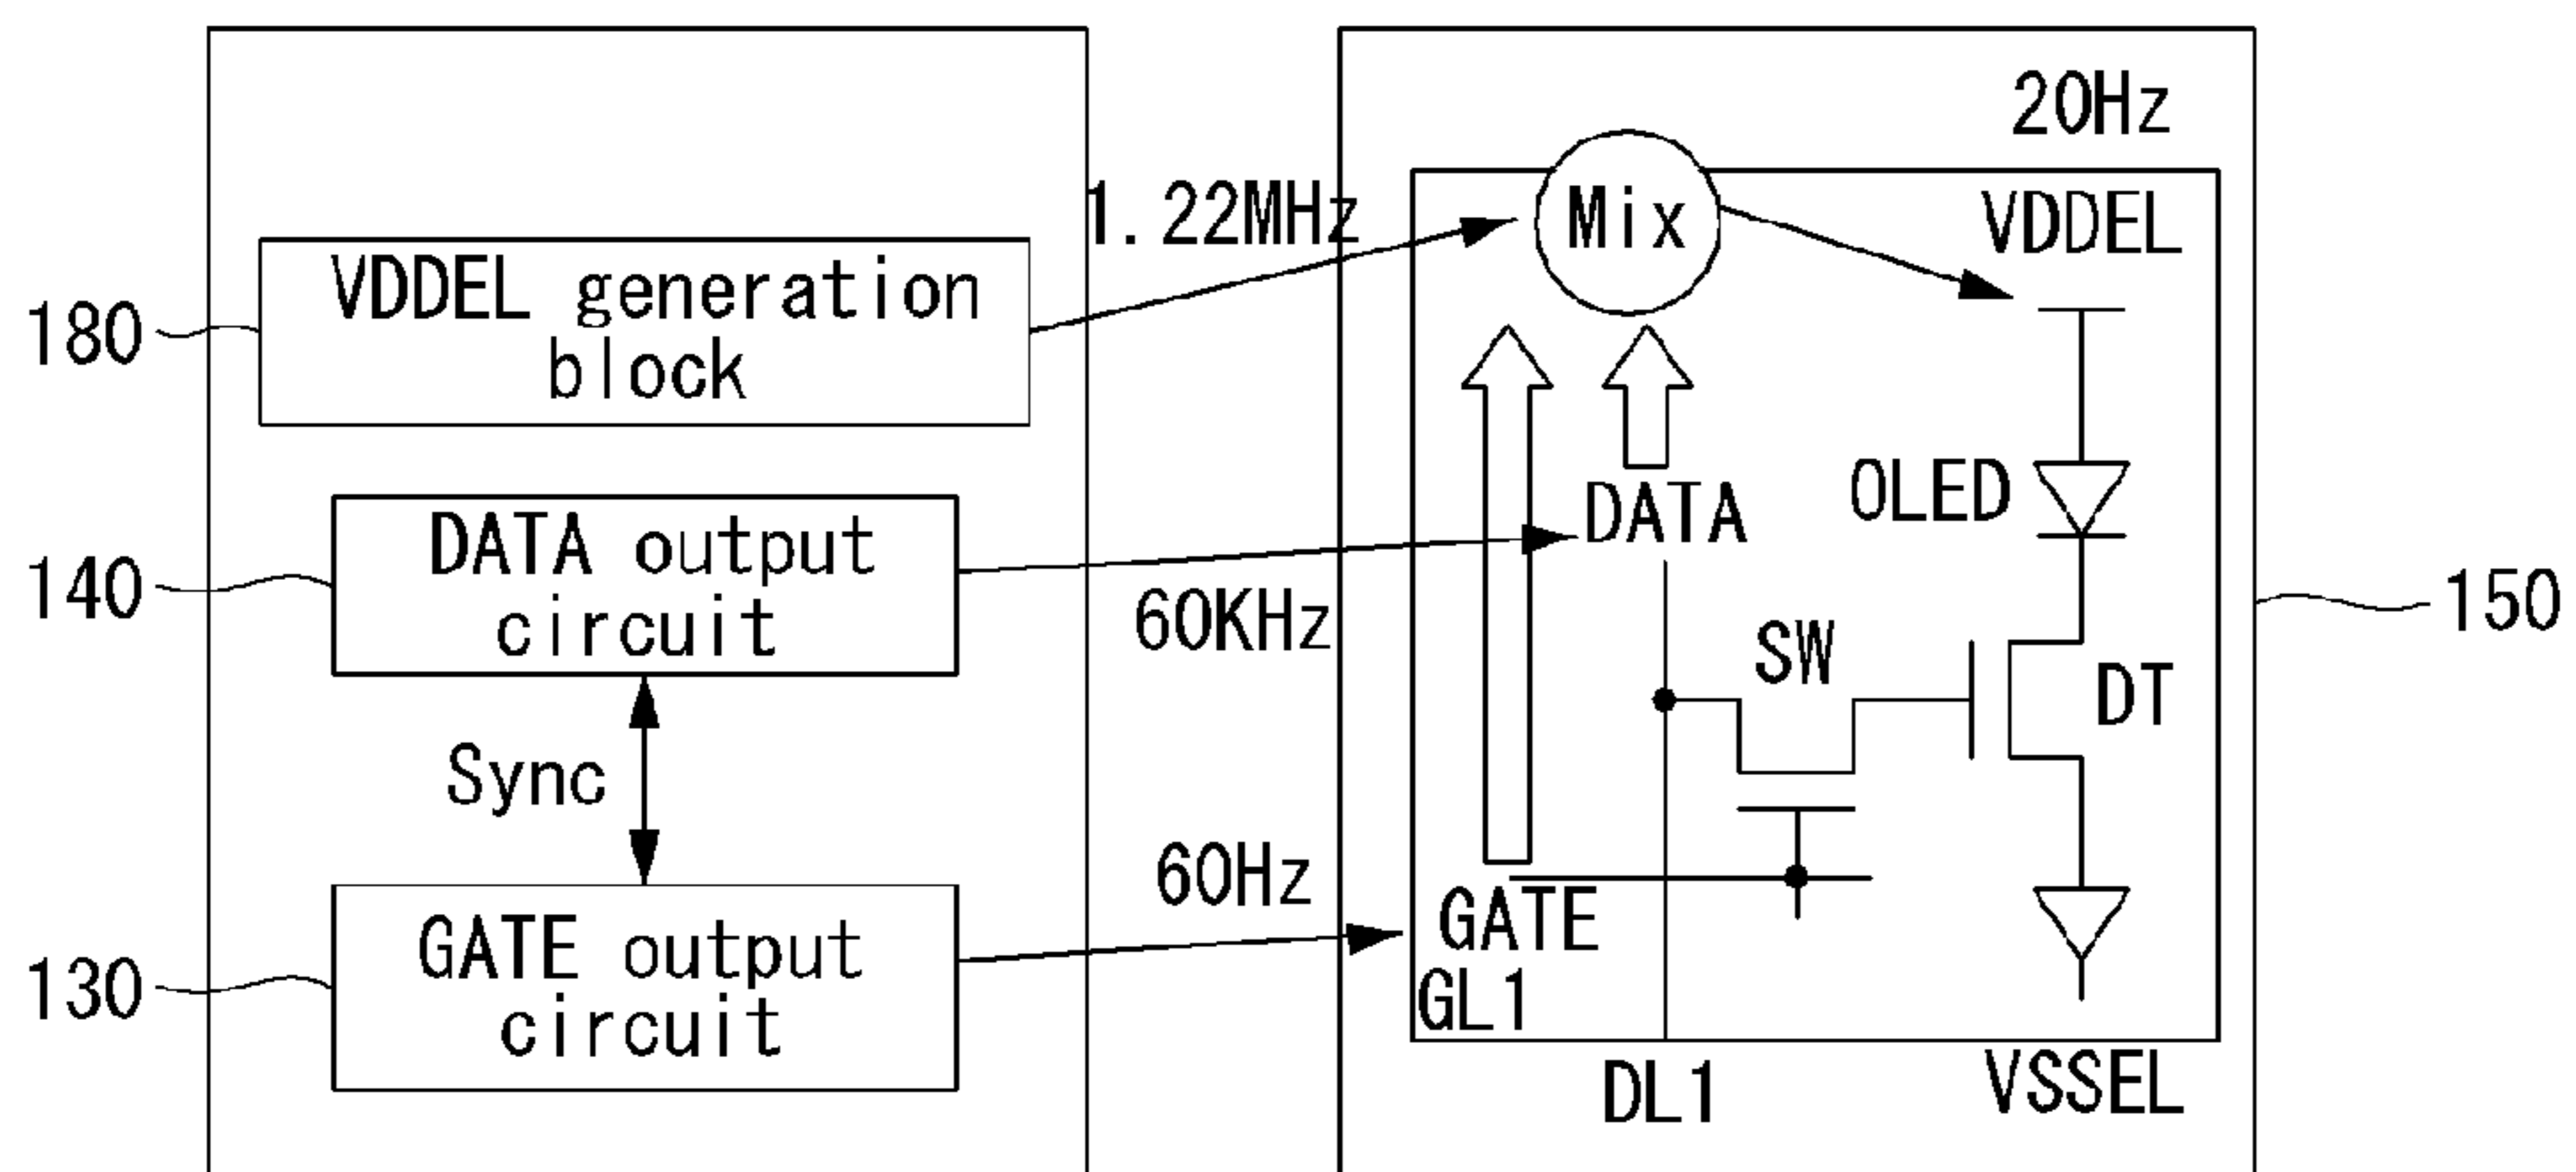 20Hz
1.22MHz
Mix
VDDEL
VDDEL generation
block
180
DATA output
circuit
140
60KHz
DATA
OLED
150
SW
DT
Sync
60Hz
GATE output
circuit
130
GATE
GL1
DL1
VSSEL